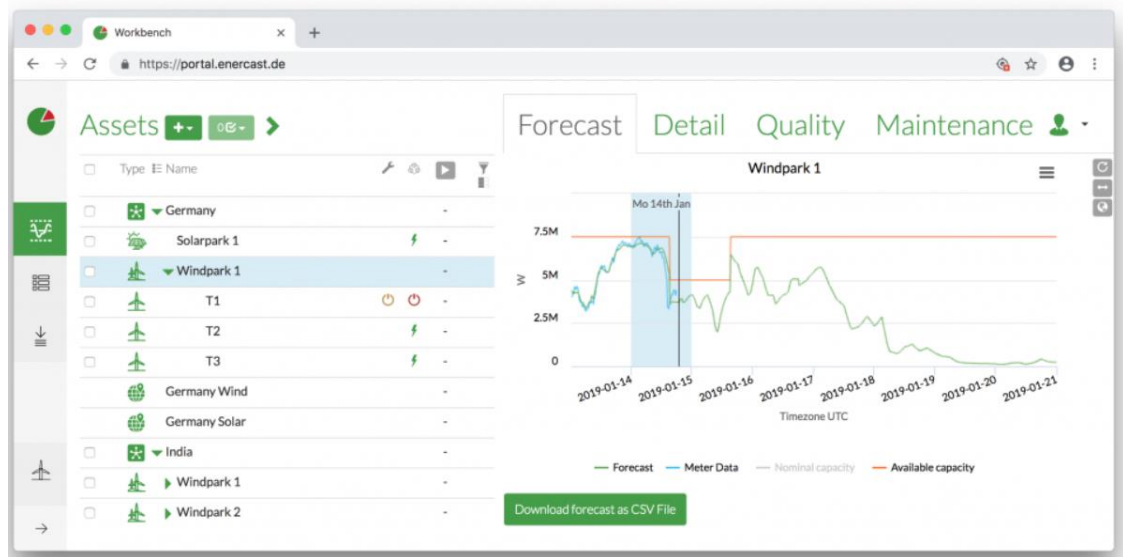 Workbench
https://portal.enercast.de
Assets
0
Type Name
Germany
-
Solarpark 1
-
Windpark 1
-
T1
-
T2
-
T3
-
Germany Wind
-
Germany Solar
-
India
-
Windpark 1
-
Windpark 2
-
Forecast Detail Quality Maintenance
Windpark 1
Mo 14th Jan
7.5M
5M
2.5M
0
W
2019-01-14 2019-01-15 2019-01-16 2019-01-17 2019-01-18 2019-01-19 2019-01-20 2019-01-21
Timezone UTC
Forecast Meter Data Nominal capacity Available capacity
Download forecast as CSV File